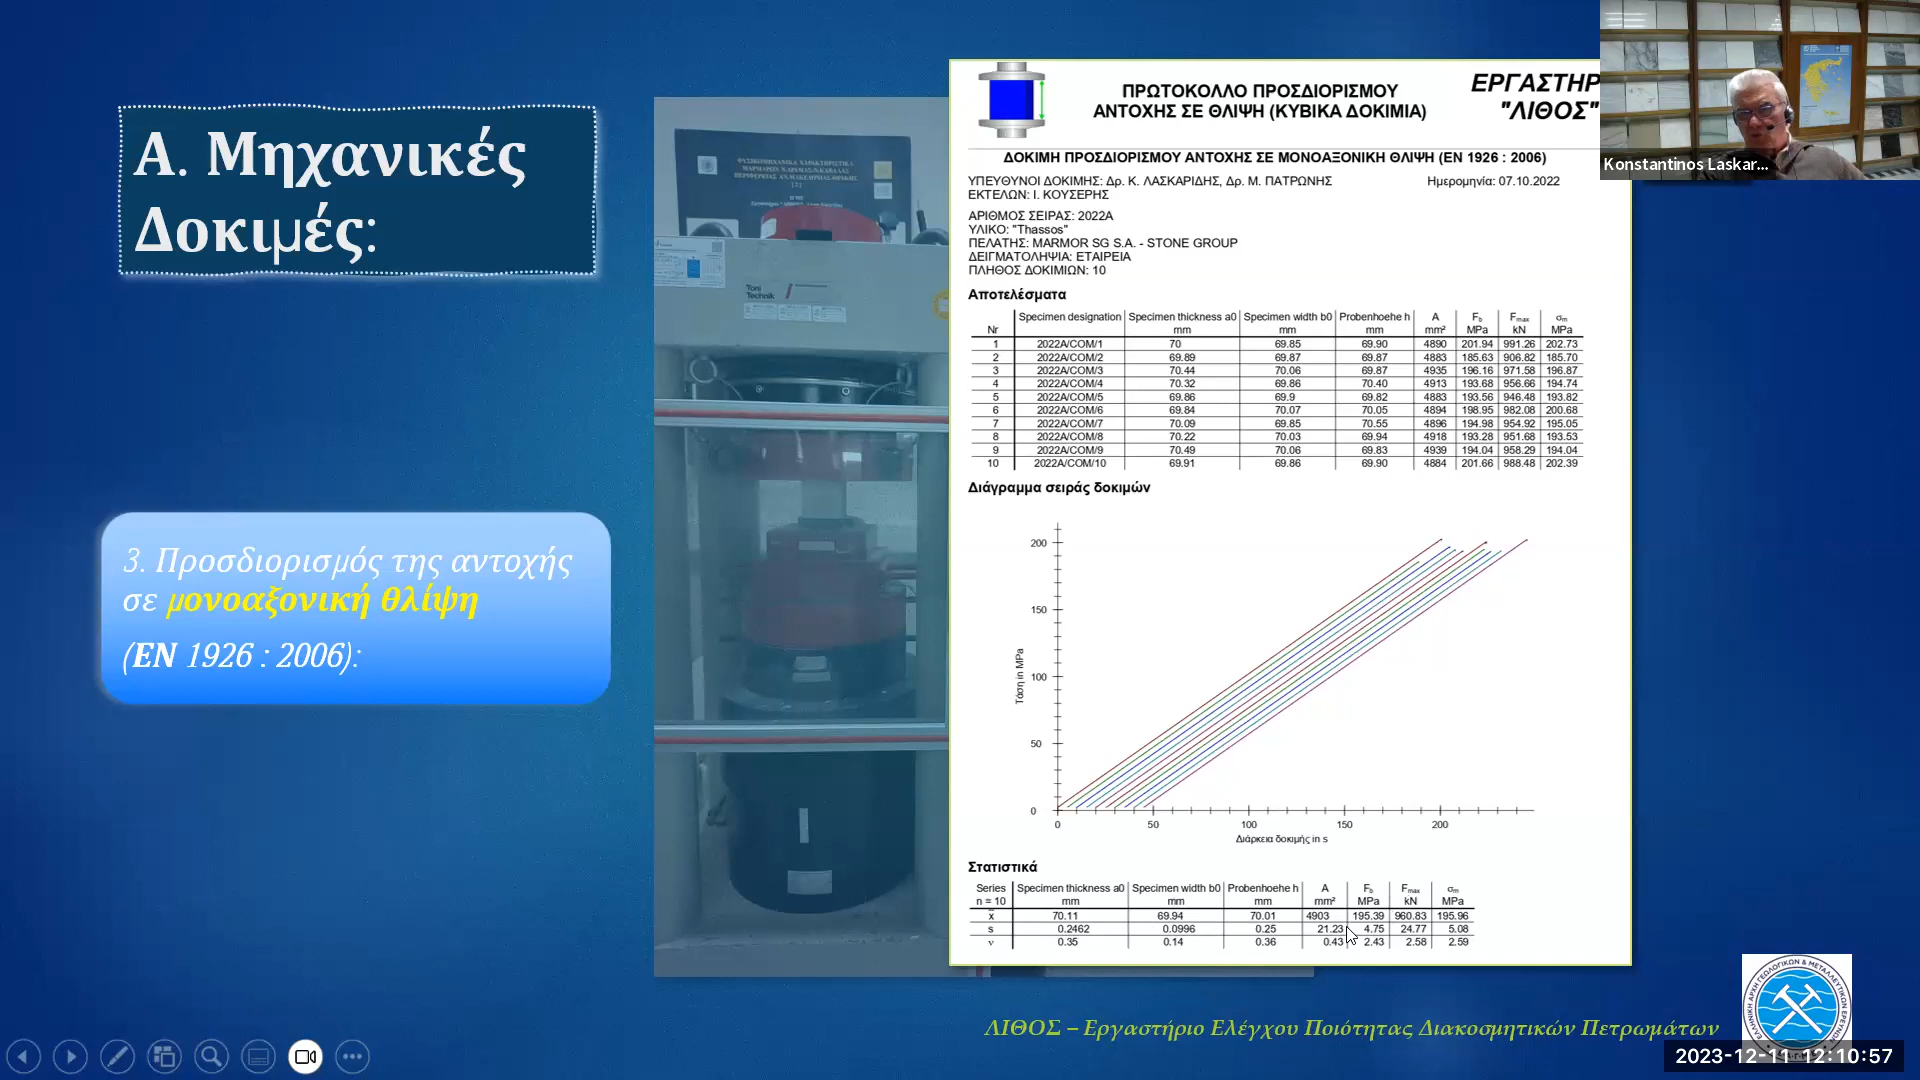 Α. Μηχανικές
Δοκιμές:
3. Προσδιορισμός της αντοχής
σε μονοαξονική θλίψη
(EN 1926 : 2006):
Toni
Technik
ΠΡΩΤΟΚΟΛΛΟ ΠΡΟΣΔΙΟΡΙΣΜΟΥ
ΑΝΤΟΧΗΣ ΣΕ ΘΛΙΨΗ (ΚΥΒΙΚΑ ΔΟΚΙΜΙΑ)
ΕΡΓΑΣΤΗΡ
"ΛΙΘΟΣ"
ΔΟΚΙΜΗ ΠΡΟΣΔΙΟΡΙΣΜΟΥ ΑΝΤΟΧΗΣ ΣΕ ΜΟΝΟΑΞΟΝΙΚΗ ΘΛΙΨΗ (EN 1926 : 2006)
ΥΠΕΥΘΥΝΟΙ ΔΟΚΙΜΗΣ: Δρ. Κ. ΛΑΣΚΑΡΙΔΗΣ, Δρ. Μ. ΠΑΤΡΩΝΗΣ Ημερομηνία: 07.10.2022
ΕΚΤΕΛΩΝ: Ι. ΚΟΥΣΕΡΗΣ
ΑΡΙΘΜΟΣ ΣΕΙΡΑΣ: 2022A
ΥΛΙΚΟ: "Thassos"
ΠΕΛΑΤΗΣ: MARMOR SG S.A. - STONE GROUP
ΔΕΙΓΜΑΤΟΛΗΨΙΑ: ΕΤΑΙΡΕΙΑ
ΠΛΗΘΟΣ ΔΟΚΙΜΙΩΝ: 10
Αποτελέσματα
Specimen designation Specimen thickness a0 Specimen width b0 Probenhoehe h A Fb Fmax σm
Nr mm mm mm mm² MPa kN MPa
1 2022A/COM/1 70 69.85 69.90 4890 201.94 991.26 202.73
2 2022A/COM/2 69.89 69.87 69.87 4883 185.63 906.82 185.70
3 2022A/COM/3 70.44 70.06 69.87 4935 196.16 971.58 196.87
4 2022A/COM/4 70.32 69.86 70.40 4913 193.68 956.66 194.74
5 2022A/COM/5 69.86 69.9 69.82 4883 193.56 946.48 193.82
6 2022A/COM/6 69.84 70.07 70.05 4894 198.95 982.08 200.68
7 2022A/COM/7 70.09 69.85 70.55 4896 194.98 954.92 195.05
8 2022A/COM/8 70.22 70.03 69.94 4918 193.28 951.68 193.53
9 2022A/COM/9 70.49 70.06 69.83 4939 194.04 958.29 194.04
10 2022A/COM/10 69.91 69.86 69.90 4884 201.66 988.48 202.39
Διάγραμμα σειράς δοκιμών
200
150
100
50
0
Τάση in MPa
0 50 100 150 200
Διάρκεια δοκιμής in s
Στατιστικά
Series Specimen thickness a0 Specimen width b0 Probenhoehe h A Fb Fmax σm
n = 10 mm mm mm mm² MPa kN MPa
x̄ 70.11 69.94 70.01 4903 195.39 960.83 195.96
s 0.2462 0.0996 0.25 21.23 4.75 24.77 5.08
ν 0.35 0.14 0.36 0.43 2.43 2.58 2.59
Konstantinos Laskar...
ΛΙΘΟΣ – Εργαστήριο Ελέγχου Ποιότητας Διακοσμητικών Πετρωμάτων
2023-12-11 12:10:57